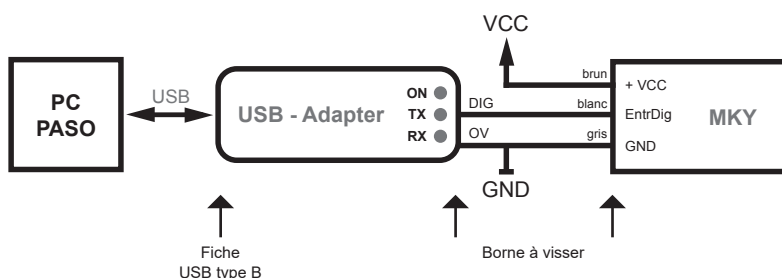 VCC
PC
PASO
USB
USB - Adapter
ON
TX
RX
DIG
OV
GND
brun
blanc
gris
+ VCC
EntrDig
GND
MKY
Fiche
USB type B
Borne à visser